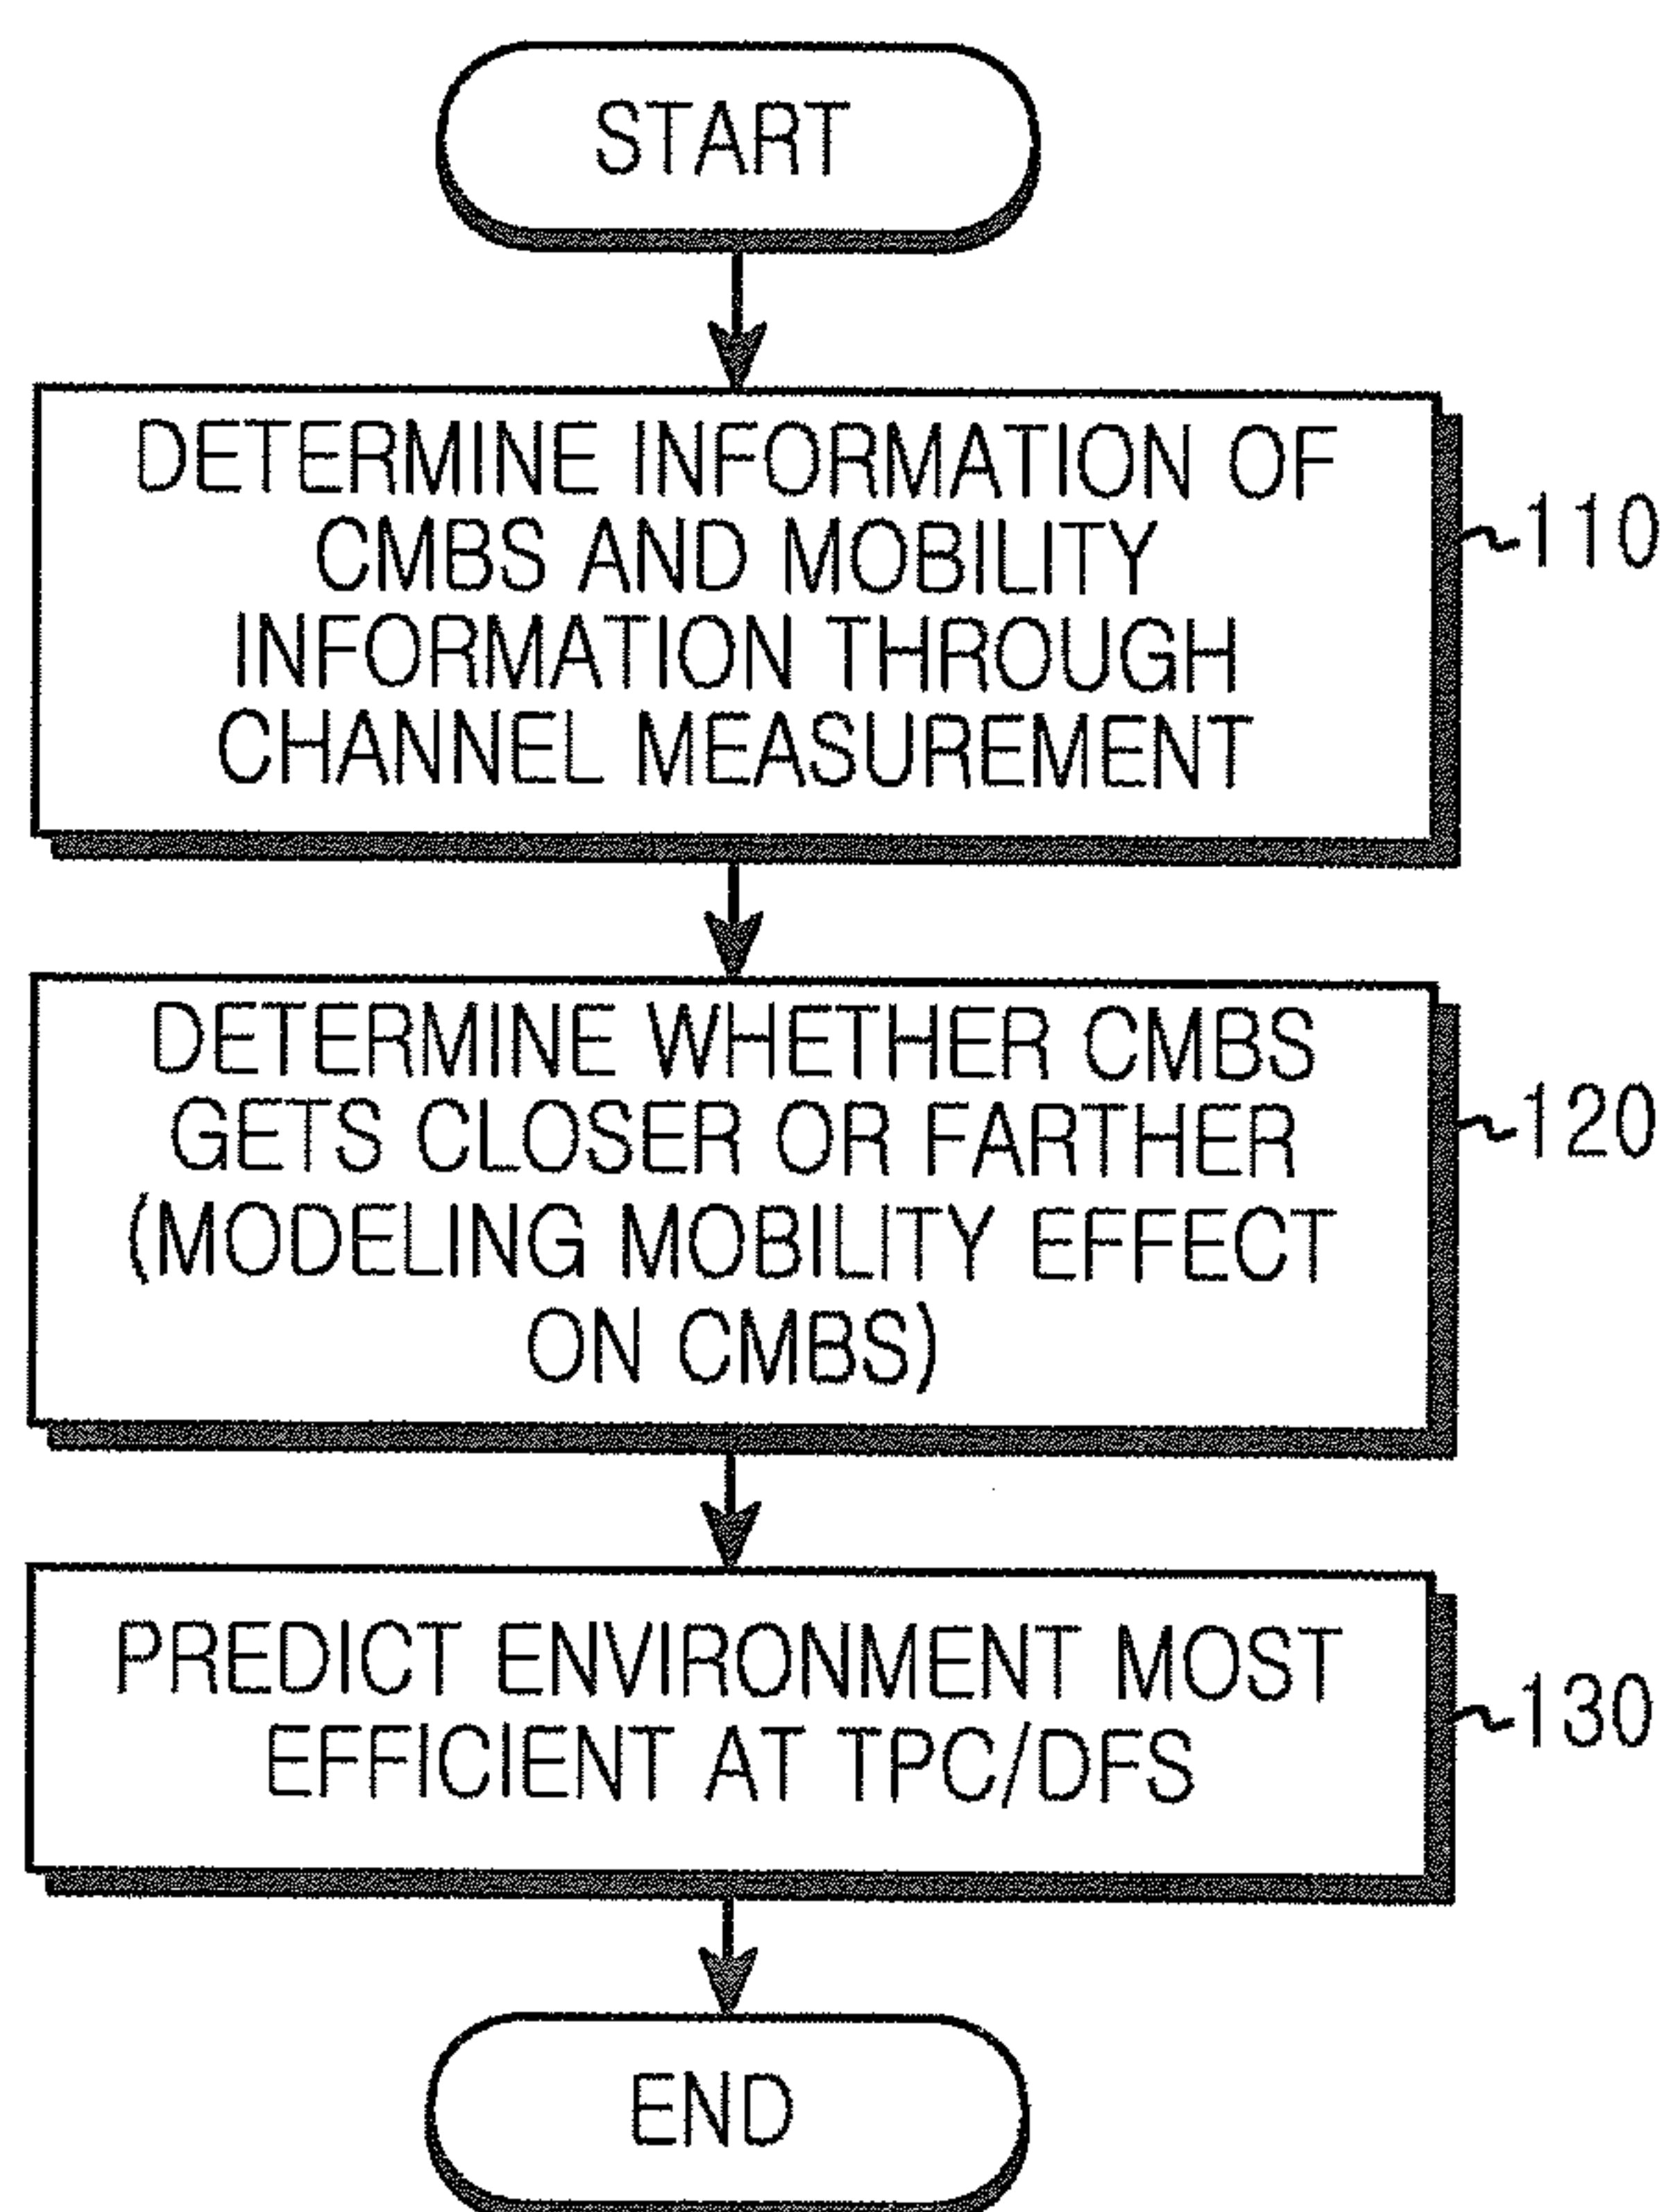 START
DETERMINE INFORMATION OF
CMBS AND MOBILITY
INFORMATION THROUGH
CHANNEL MEASUREMENT
110
DETERMINE WHETHER CMBS
GETS CLOSER OR FARTHER
(MODELING MOBILITY EFFECT
ON CMBS)
120
PREDICT ENVIRONMENT MOST
EFFICIENT AT TPC/DFS
130
END